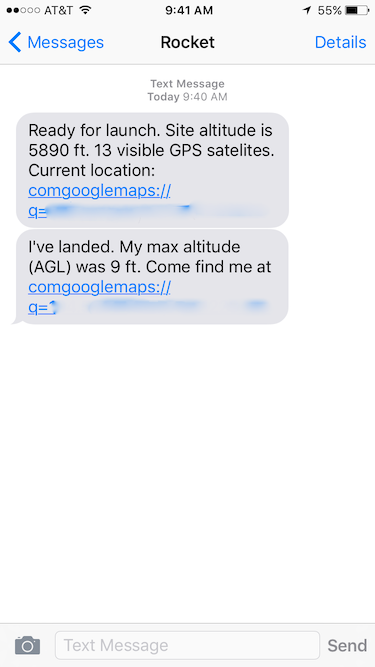 AT&T 9:41 AM 55%
Messages Rocket Details
Text Message
Today 9:40 AM
Ready for launch. Site altitude is
5890 ft. 13 visible GPS satelites.
Current location:
comgooglemaps://
q=
I've landed. My max altitude
(AGL) was 9 ft. Come find me at
comgooglemaps://
q=
Text Message Send